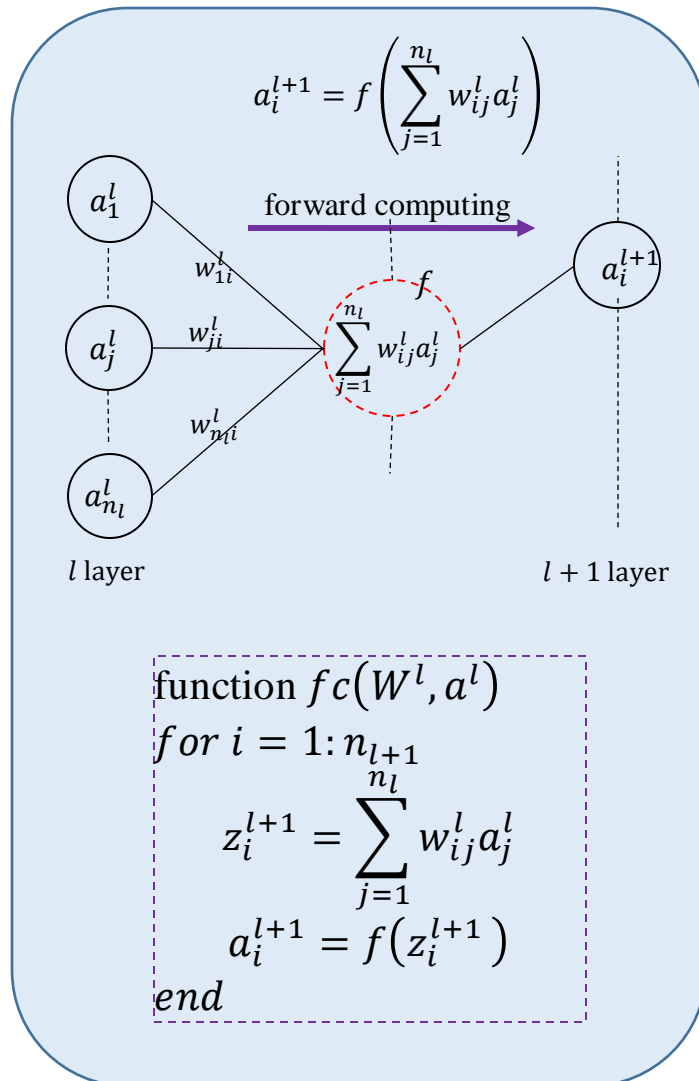 a_i^{l+1} = f(∑_{j=1}^{n_l} w_{ij}^l a_j^l)
forward computing
a_1^l
w_{1i}^l
f
a_i^{l+1}
a_j^l
w_{ji}^l
∑_{j=1}^{n_l} w_{ij}^l a_j^l
w_{n_l i}^l
a_{n_l}^l
l layer
l + 1 layer
function fc(W^l, a^l)
for i = 1: n_{l+1}
z_i^{l+1} = ∑_{j=1}^{n_l} w_{ij}^l a_j^l
a_i^{l+1} = f(z_i^{l+1})
end